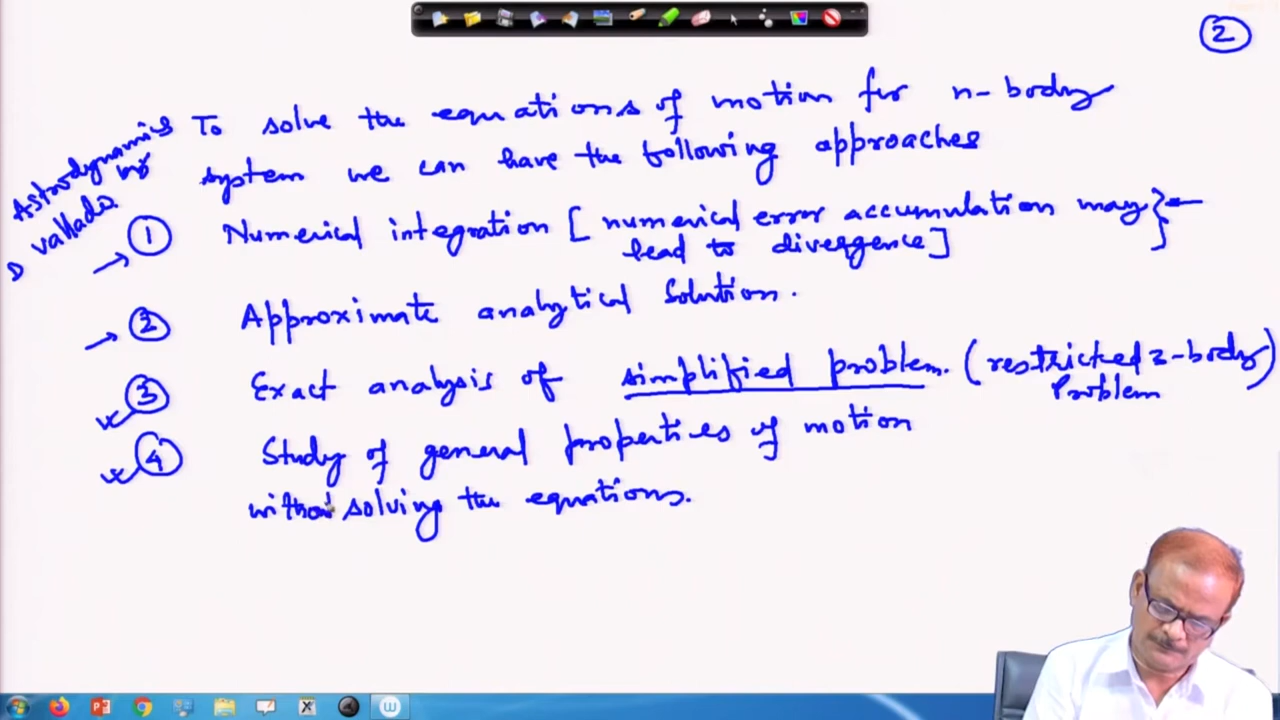 2
To solve the equations of motion for n-body
system we can have the following approaches
Astrodynamics
by
D vallado.
1 Numerical integration [numerical error accumulation may
lead to divergence]
2 Approximate analytical Solution.
3 Exact analysis of simplified problem. (restricted 3-body
Problem)
4 Study of general properties of motion
without solving the equations.